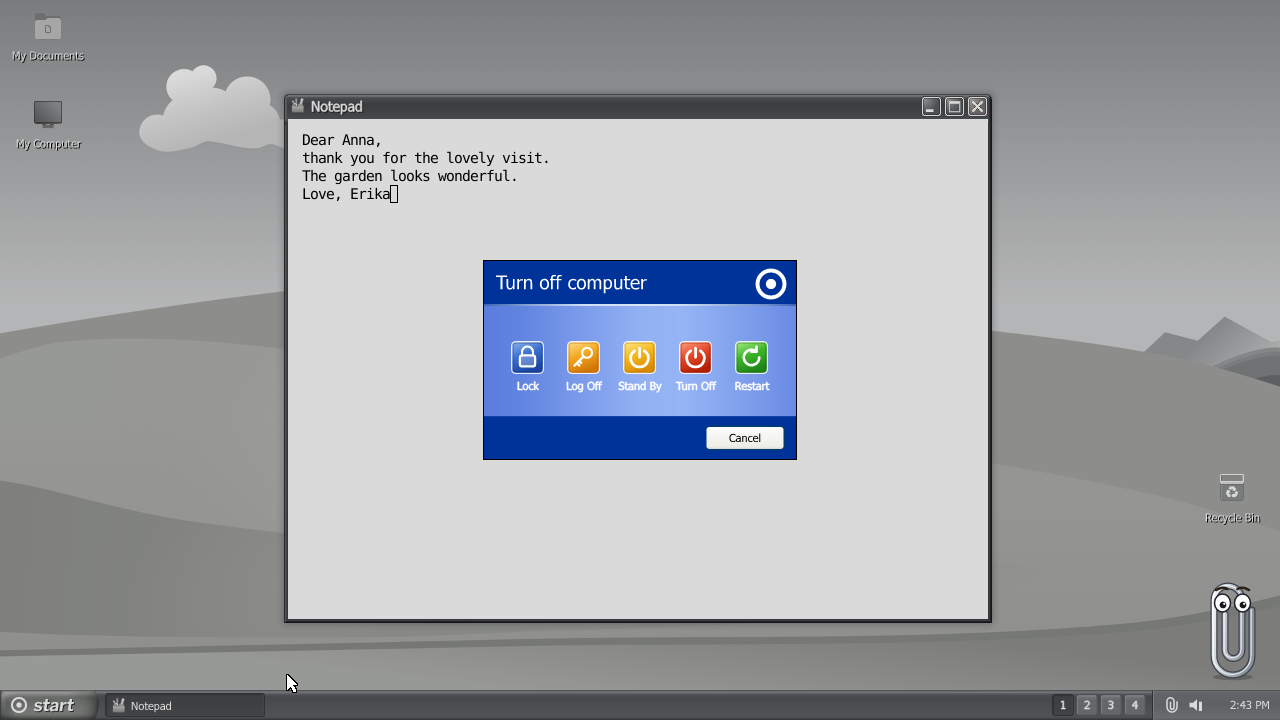 My Documents
My Computer
Notepad
Dear Anna,
thank you for the lovely visit.
The garden looks wonderful.
Love, Erika
Turn off computer
Lock
Log Off
Stand By
Turn Off
Restart
Cancel
Recycle Bin
start
Notepad
1
2
3
4
2:43 PM